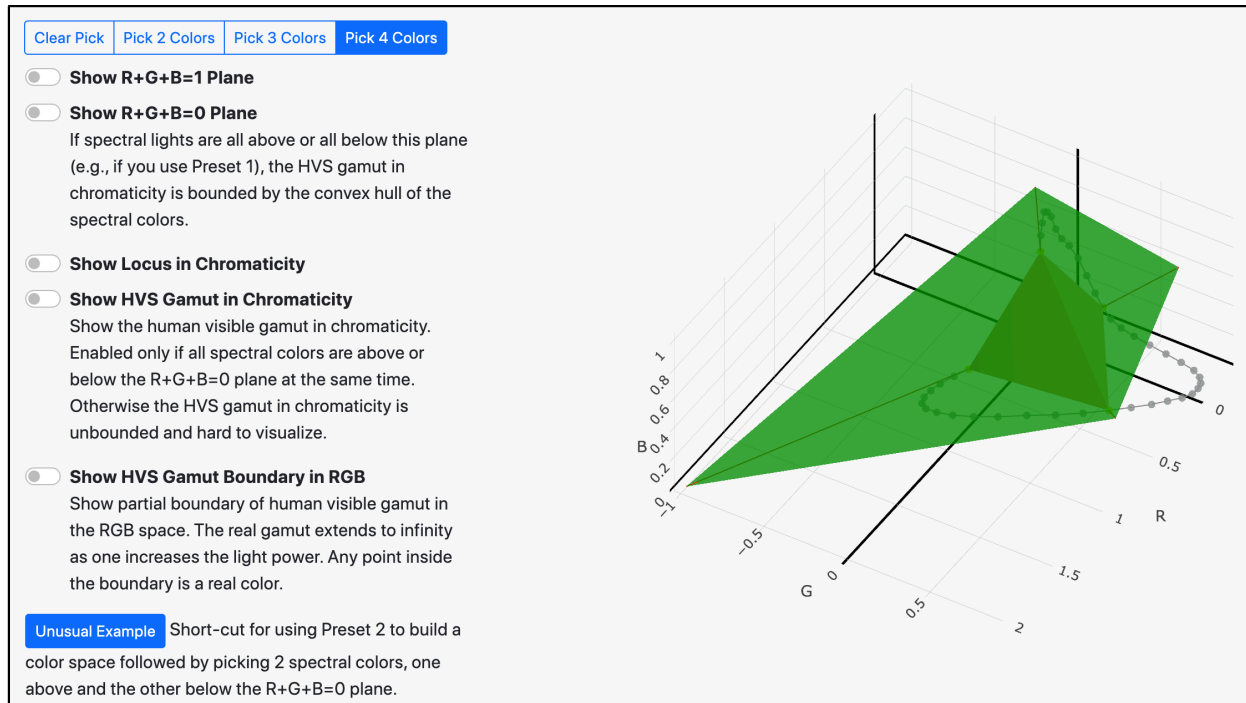 Clear Pick Pick 2 Colors Pick 3 Colors Pick 4 Colors
Show R+G+B=1 Plane
Show R+G+B=0 Plane
If spectral lights are all above or all below this plane
(e.g., if you use Preset 1), the HVS gamut in
chromaticity is bounded by the convex hull of the
spectral colors.
Show Locus in Chromaticity
Show HVS Gamut in Chromaticity
Show the human visible gamut in chromaticity.
Enabled only if all spectral colors are above or
below the R+G+B=0 plane at the same time.
Otherwise the HVS gamut in chromaticity is
unbounded and hard to visualize.
Show HVS Gamut Boundary in RGB
Show partial boundary of human visible gamut in
the RGB space. The real gamut extends to infinity
as one increases the light power. Any point inside
the boundary is a real color.
Unusual Example Short-cut for using Preset 2 to build a
color space followed by picking 2 spectral colors, one
above and the other below the R+G+B=0 plane.
1
0.8
0.6
0.4
0.2
0
B
−1
−0.5
0
0.5
G
0
0.5
1
1.5
2
R